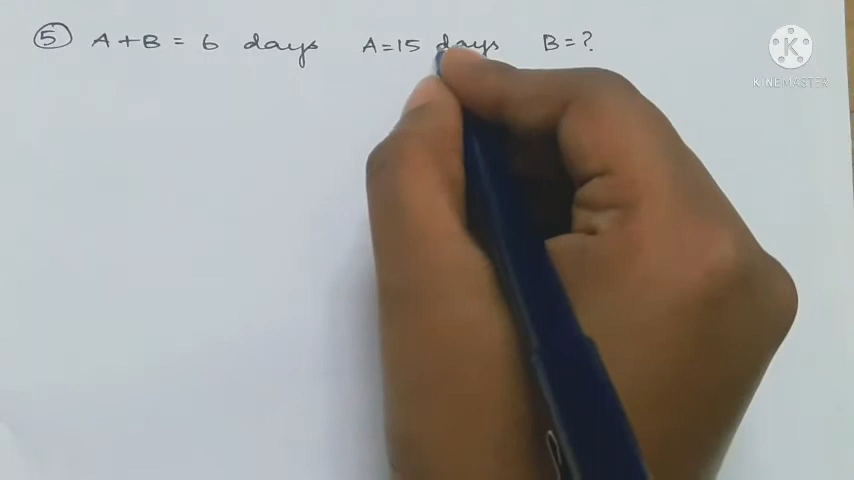 ⑤ A+B = 6 days A=15 days B=?
KINEMASTER